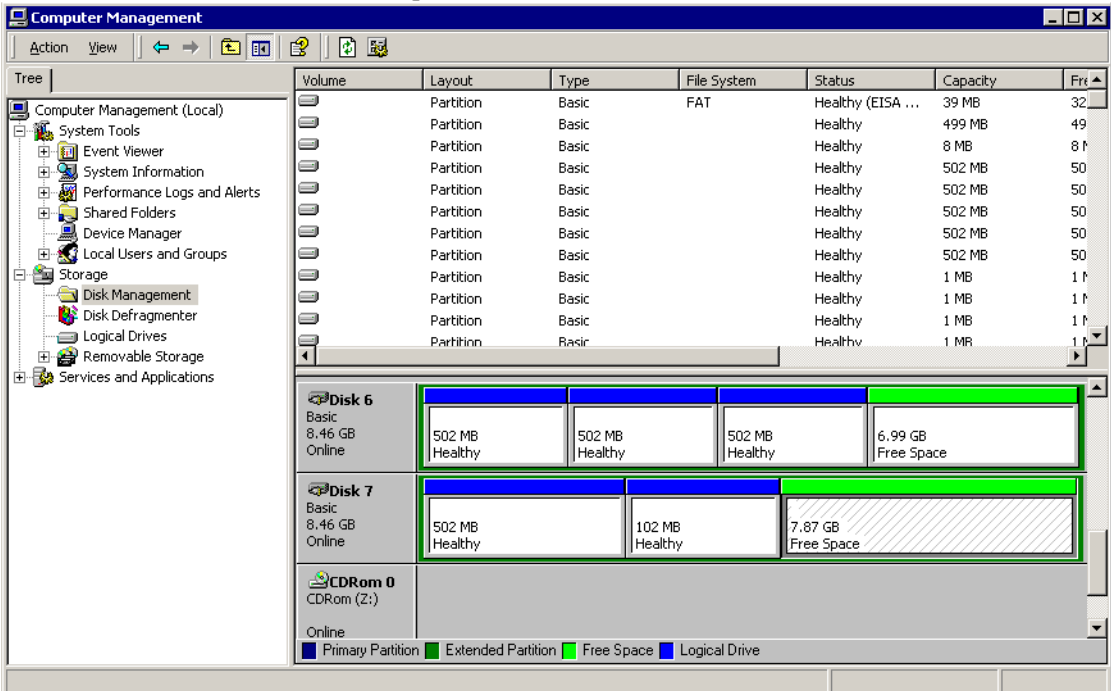 Computer Management
Action View
Tree
Computer Management (Local)
System Tools
Event Viewer
System Information
Performance Logs and Alerts
Shared Folders
Device Manager
Local Users and Groups
Storage
Disk Management
Disk Defragmenter
Logical Drives
Removable Storage
Services and Applications
Volume Layout Type File System Status Capacity Fre
Partition Basic FAT Healthy (EISA ... 39 MB 32
Partition Basic Healthy 499 MB 49
Partition Basic Healthy 8 MB 8 M
Partition Basic Healthy 502 MB 50
Partition Basic Healthy 502 MB 50
Partition Basic Healthy 502 MB 50
Partition Basic Healthy 502 MB 50
Partition Basic Healthy 502 MB 50
Partition Basic Healthy 1 MB 1 M
Partition Basic Healthy 1 MB 1 M
Partition Basic Healthy 1 MB 1 M
Partition Basic Healthy 1 MB 1 M
Disk 6
Basic
8.46 GB
Online
502 MB
Healthy
502 MB
Healthy
502 MB
Healthy
6.99 GB
Free Space
Disk 7
Basic
8.46 GB
Online
502 MB
Healthy
102 MB
Healthy
7.87 GB
Free Space
CDRom 0
CDRom (Z:)
Online
Primary Partition Extended Partition Free Space Logical Drive